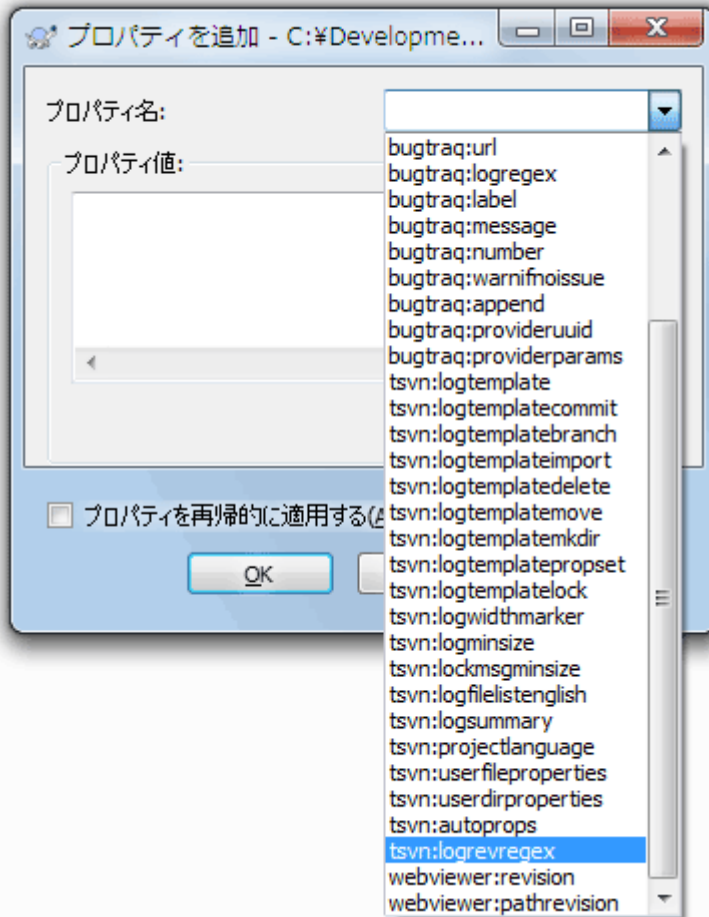 プロパティを追加 - C:¥Developme...
プロパティ名:
プロパティ値:
bugtraq:url
bugtraq:logregex
bugtraq:label
bugtraq:message
bugtraq:number
bugtraq:warnifnoissue
bugtraq:append
bugtraq:provideruuid
bugtraq:providerparams
tsvn:logtemplate
tsvn:logtemplatecommit
tsvn:logtemplatebranch
tsvn:logtemplateimport
tsvn:logtemplatedelete
tsvn:logtemplatemove
tsvn:logtemplatemkdir
tsvn:logtemplatepropset
tsvn:logtemplatelock
tsvn:logwidthmarker
tsvn:logminsize
tsvn:lockmsgminsize
tsvn:logfilelistenglish
tsvn:logsummary
tsvn:projectlanguage
tsvn:userfileproperties
tsvn:userdirproperties
tsvn:autoprops
tsvn:logrevregex
webviewer:revision
webviewer:pathrevision
プロパティを再帰的に適用する(A
OK